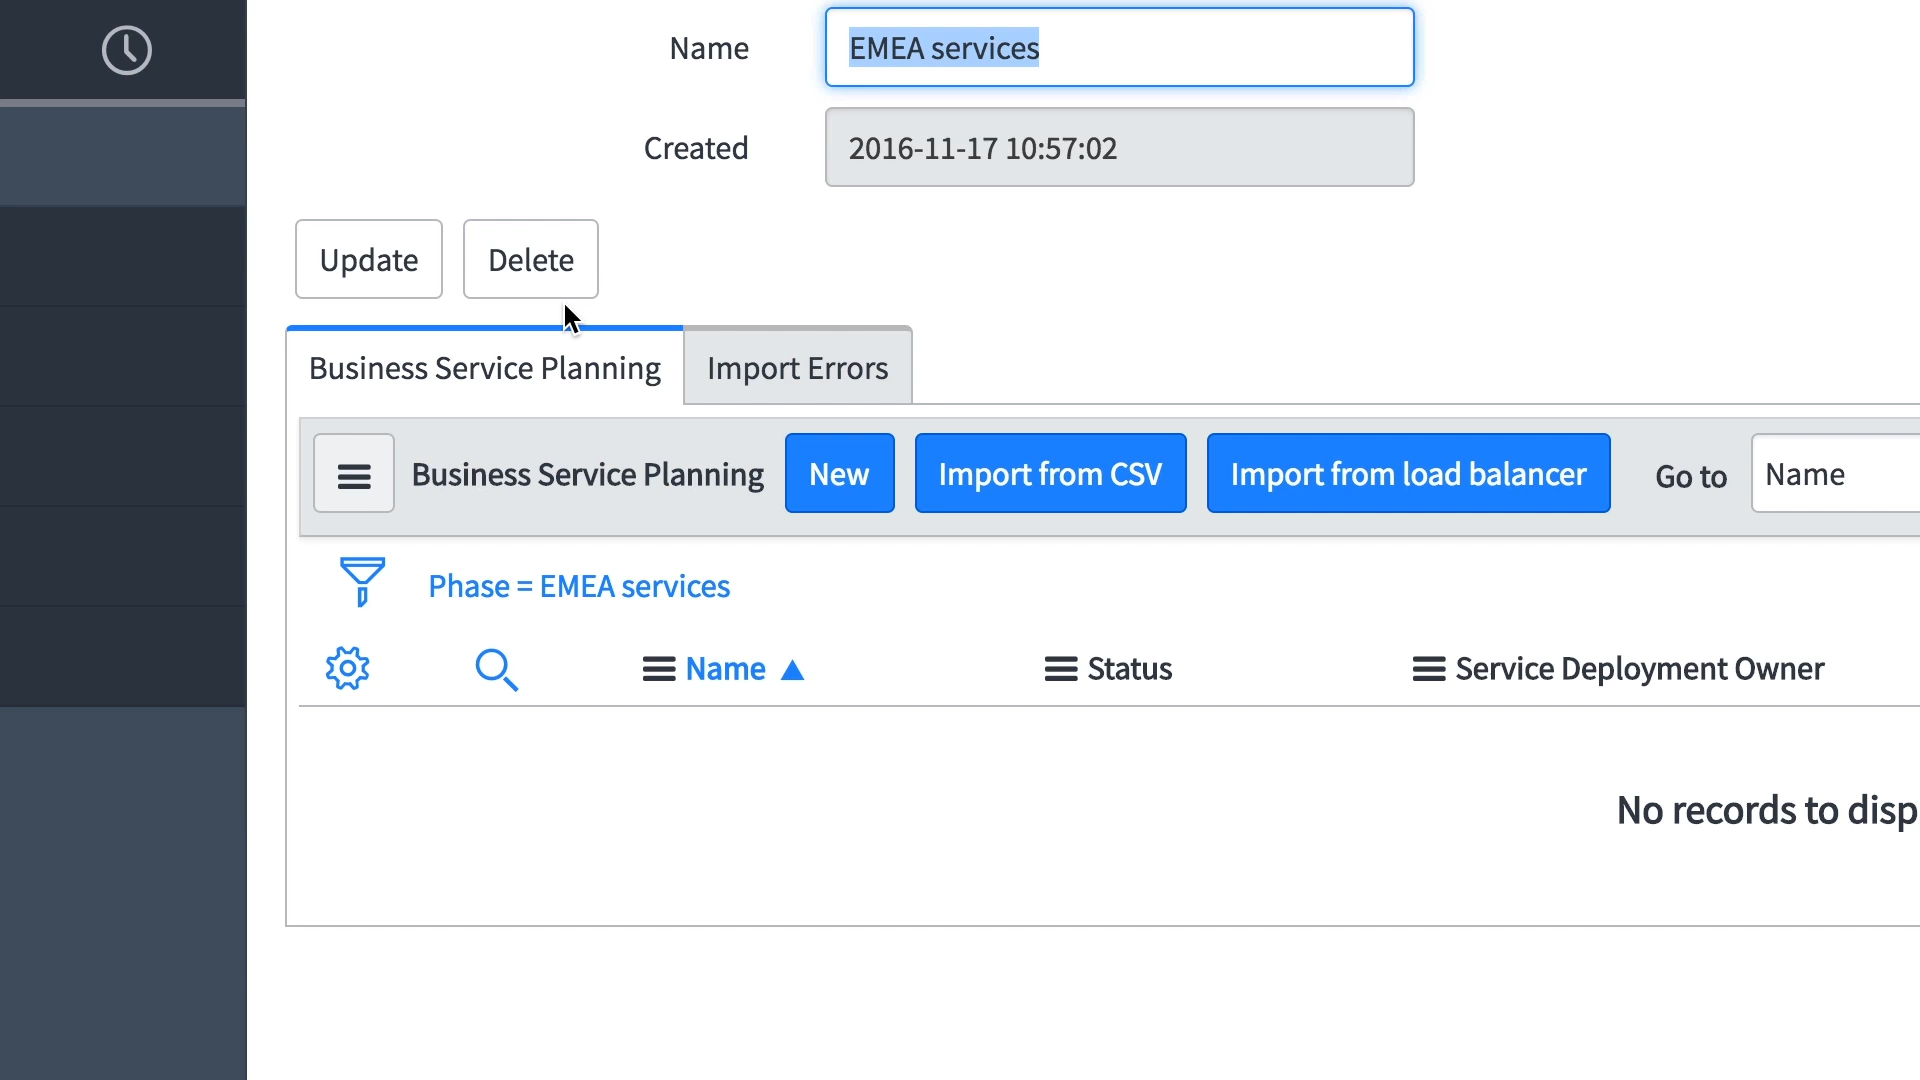 Name EMEA services
Created 2016-11-17 10:57:02
Update Delete
Business Service Planning Import Errors
Business Service Planning New Import from CSV Import from load balancer Go to Name
Phase = EMEA services
Name Status Service Deployment Owner
No records to disp